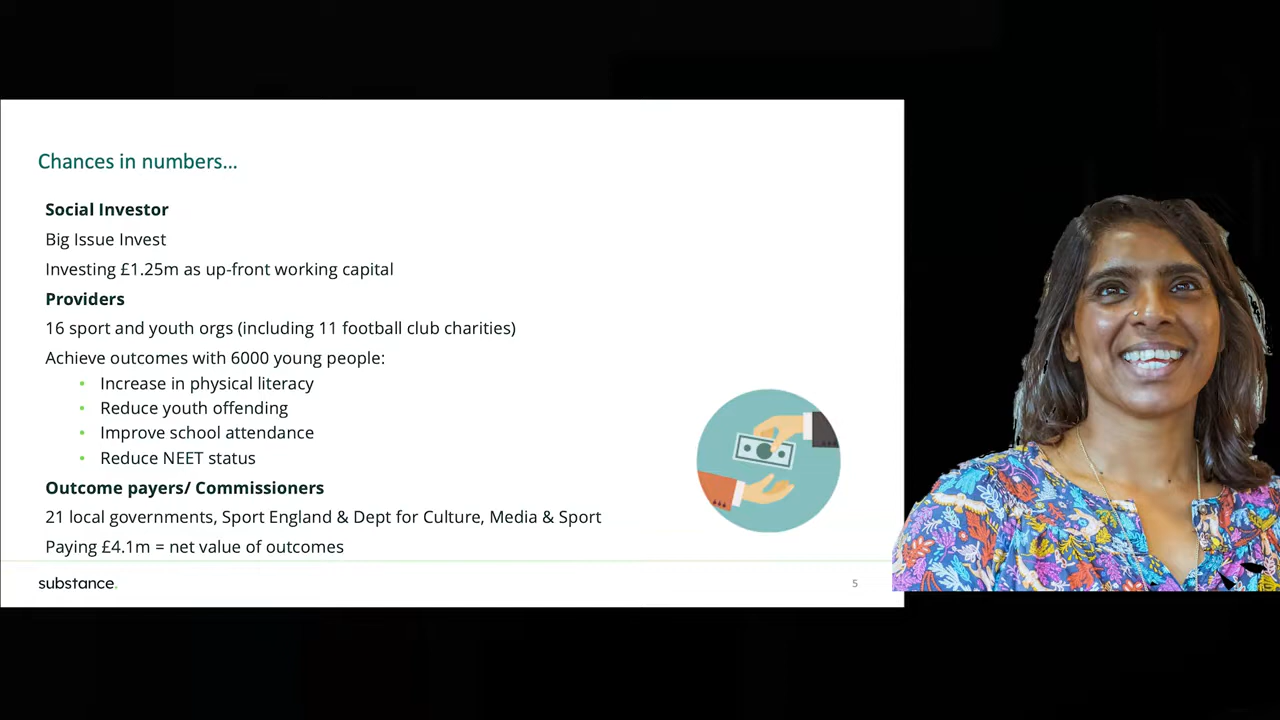 Chances in numbers...
Social Investor
Big Issue Invest
Investing £1.25m as up-front working capital
Providers
16 sport and youth orgs (including 11 football club charities)
Achieve outcomes with 6000 young people:
• Increase in physical literacy
• Reduce youth offending
• Improve school attendance
• Reduce NEET status
Outcome payers/ Commissioners
21 local governments, Sport England & Dept for Culture, Media & Sport
Paying £4.1m = net value of outcomes
substance.
5